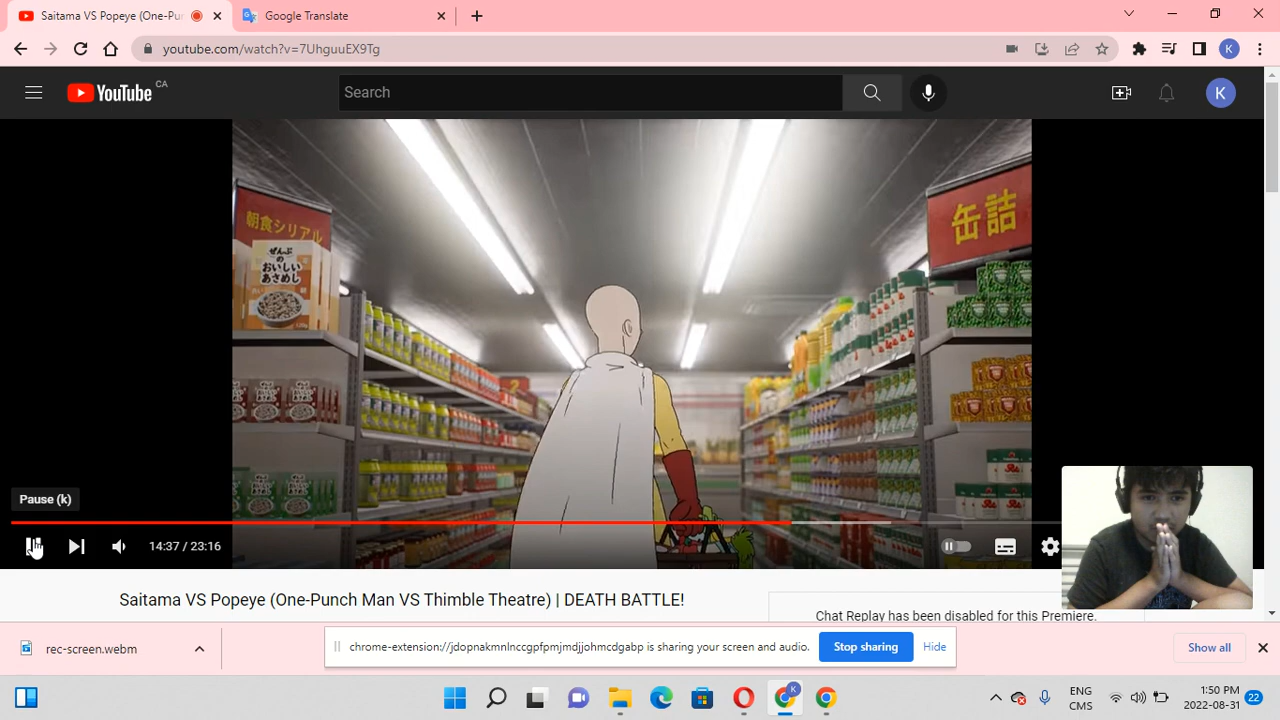 Saitama VS Popeye (One-Pu
Google Translate
youtube.com/watch?v=7UhguuEX9Tg
K
YouTube CA
Search
K
朝食シリアル
ぜんぶの
おいしい
あさめし
缶詰
2
Pause (k)
14:37 / 23:16
Saitama VS Popeye (One-Punch Man VS Thimble Theatre) | DEATH BATTLE!
Chat Replay has been disabled for this Premiere.
rec-screen.webm
chrome-extension://jdopnakmnlnccgpfpmjmdjjohmcdgabp is sharing your screen and audio.
Stop sharing
Hide
Show all
K
ENG
CMS
1:50 PM
2022-08-31
22